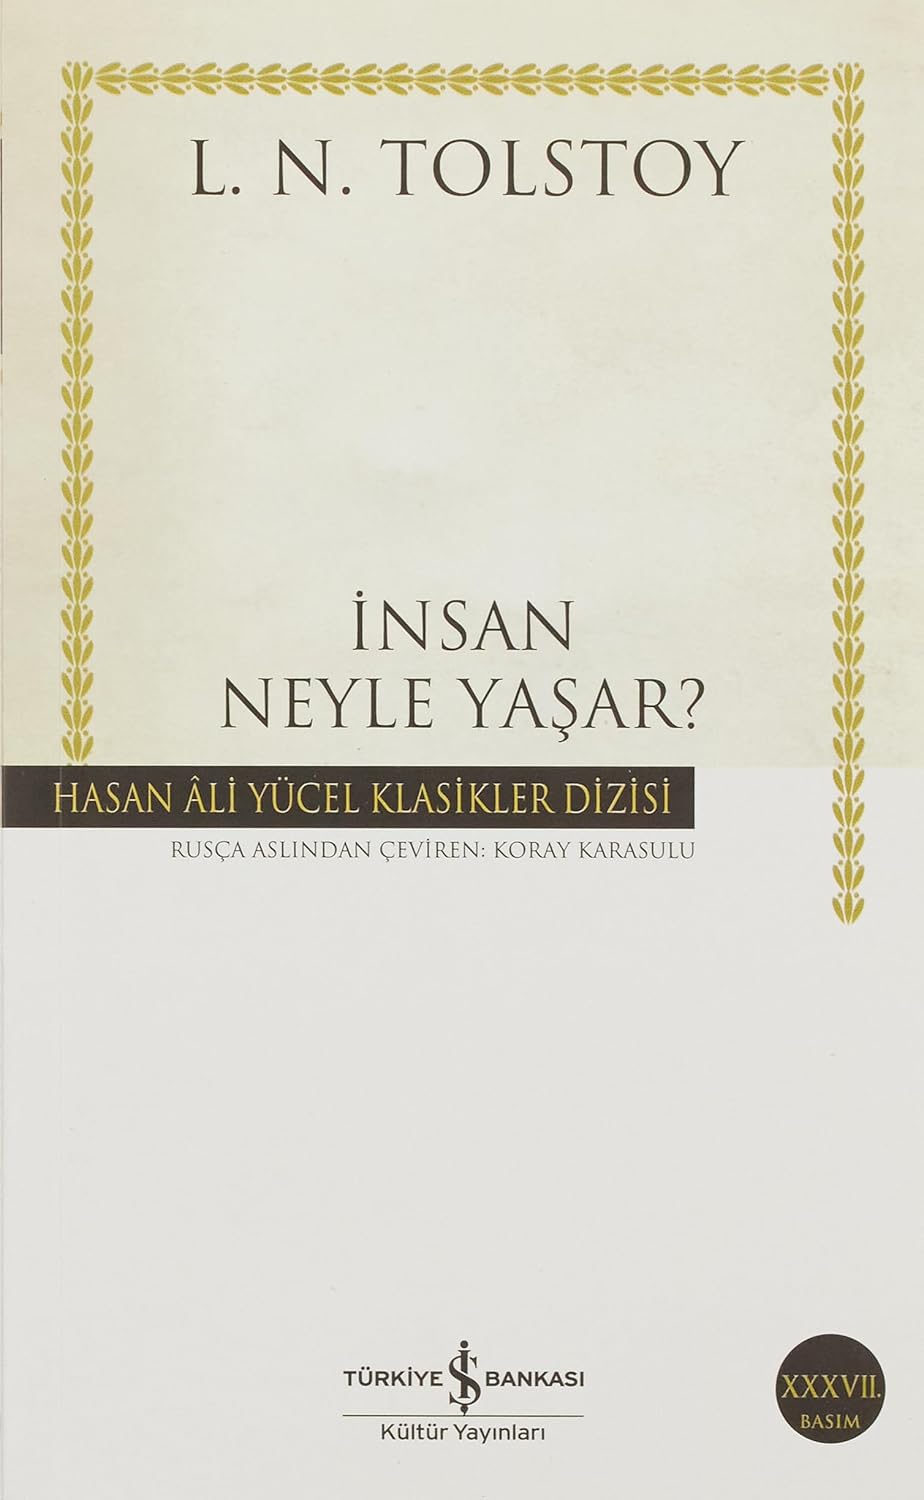 L. N. TOLSTOY
İNSAN
NEYLE YAŞAR?
HASAN ÂLİ YÜCEL KLASİKLER DİZİSİ
RUSÇA ASLINDAN ÇEVİREN: KORAY KARASULU
TÜRKİYE İŞ BANKASI
Kültür Yayınları
XXXVII.
BASIM